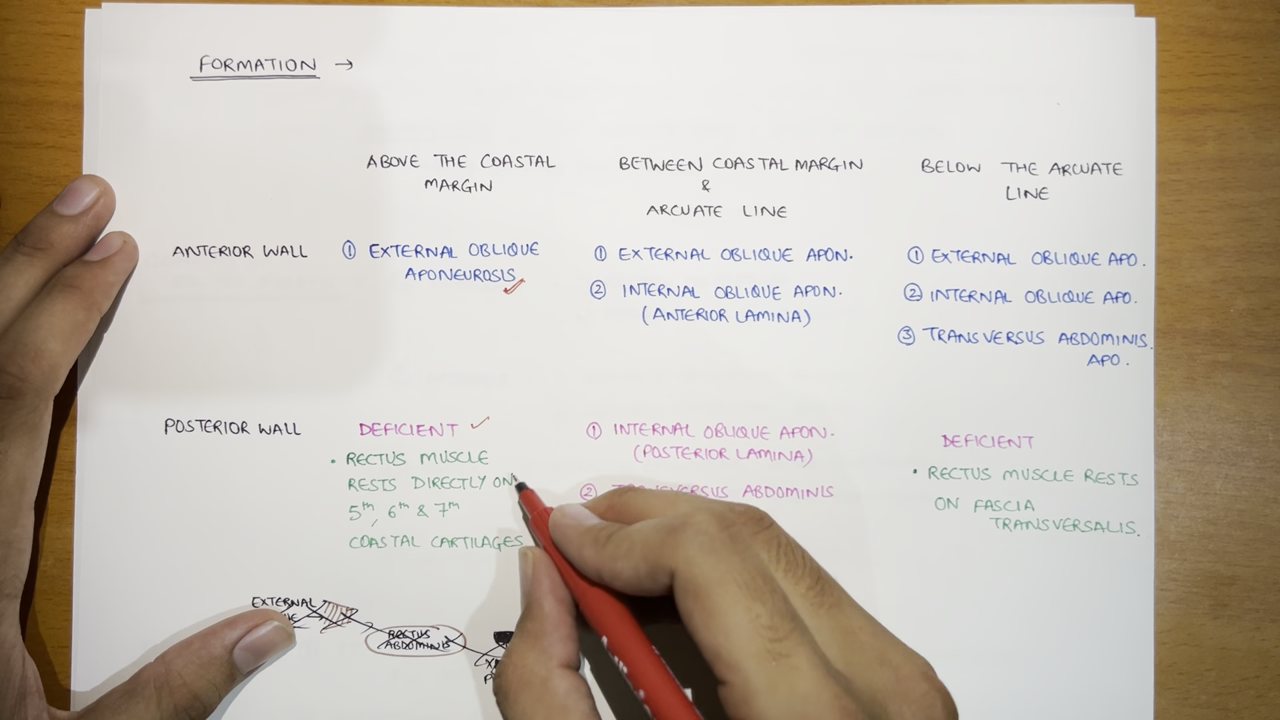 FORMATION →
ABOVE THE COASTAL
MARGIN
BETWEEN COASTAL MARGIN
&
ARCUATE LINE
BELOW THE ARCUATE
LINE
ANTERIOR WALL
① EXTERNAL OBLIQUE
APONEUROSIS
① EXTERNAL OBLIQUE APON.
② INTERNAL OBLIQUE APON.
(ANTERIOR LAMINA)
① EXTERNAL OBLIQUE APO.
② INTERNAL OBLIQUE APO.
③ TRANSVERSUS ABDOMINIS.
APO.
POSTERIOR WALL
DEFICIENT
• RECTUS MUSCLE
RESTS DIRECTLY ON
5th, 6th & 7th
COASTAL CARTILAGES
① INTERNAL OBLIQUE APON.
(POSTERIOR LAMINA)
② TRANSVERSUS ABDOMINIS
DEFICIENT
• RECTUS MUSCLE RESTS
ON FASCIA
TRANSVERSALIS.
EXTERNAL
RECTUS
ABDOMINIS